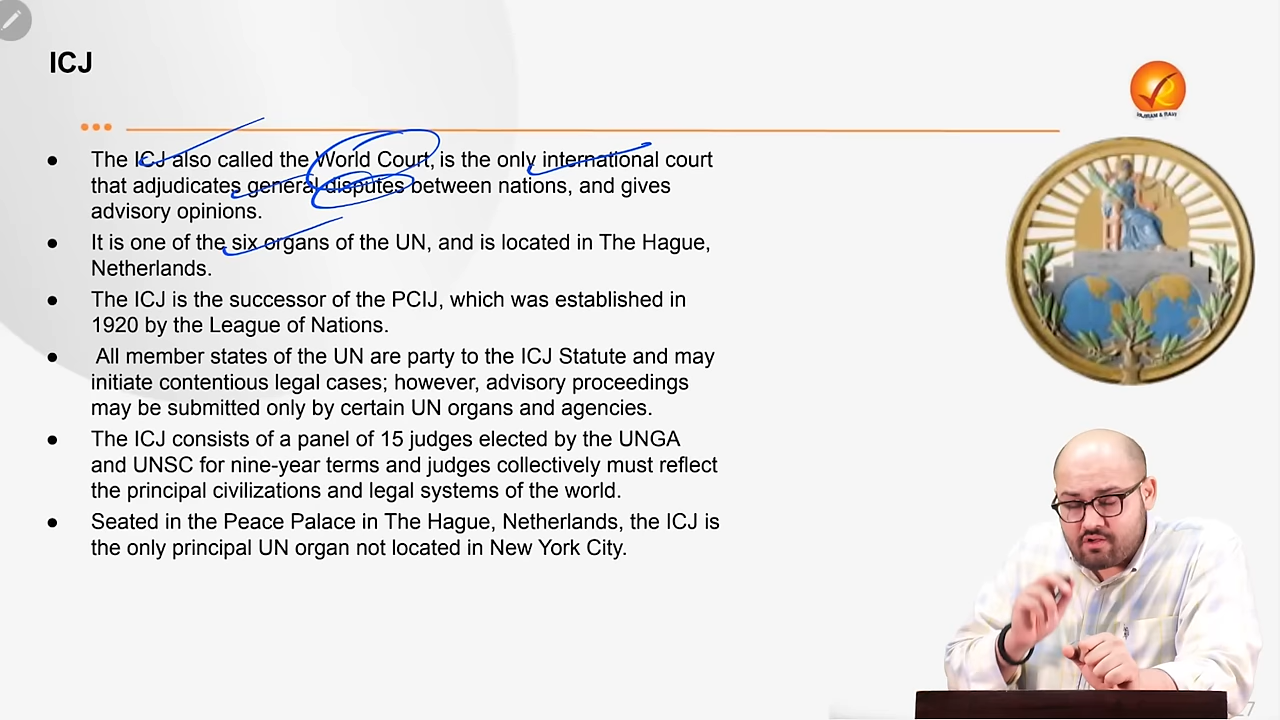 ICJ
VAJIRAM & RAVI
● The ICJ also called the World Court, is the only international court
that adjudicates general disputes between nations, and gives
advisory opinions.
● It is one of the six organs of the UN, and is located in The Hague,
Netherlands.
● The ICJ is the successor of the PCIJ, which was established in
1920 by the League of Nations.
● All member states of the UN are party to the ICJ Statute and may
initiate contentious legal cases; however, advisory proceedings
may be submitted only by certain UN organs and agencies.
● The ICJ consists of a panel of 15 judges elected by the UNGA
and UNSC for nine-year terms and judges collectively must reflect
the principal civilizations and legal systems of the world.
● Seated in the Peace Palace in The Hague, Netherlands, the ICJ is
the only principal UN organ not located in New York City.